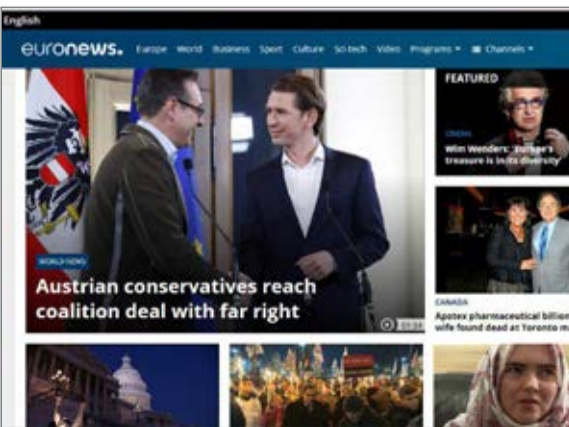 English
euronews.
Europe World Business Sport Culture Sci-tech Video Programs Channels
FEATURED
CINEMA
Wim Wenders: 'Europe's
treasure is in its diversity'
WORLD NEWS
Austrian conservatives reach
coalition deal with far right
01:04
CANADA
Apotex pharmaceutical billion
wife found dead at Toronto m